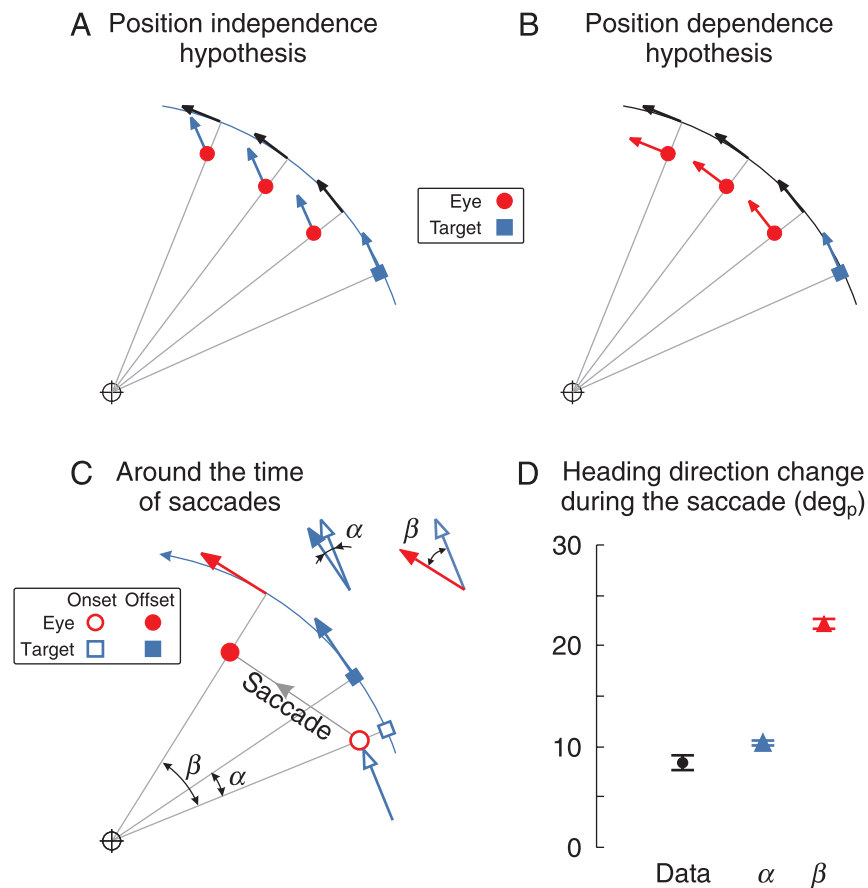 A Position independence
hypothesis
B Position dependence
hypothesis
Eye
Target
C Around the time
of saccades
α
β
Onset Offset
Eye
Target
Saccade
β
α
D Heading direction change
during the saccade (degp)
30
20
10
0
Data α β